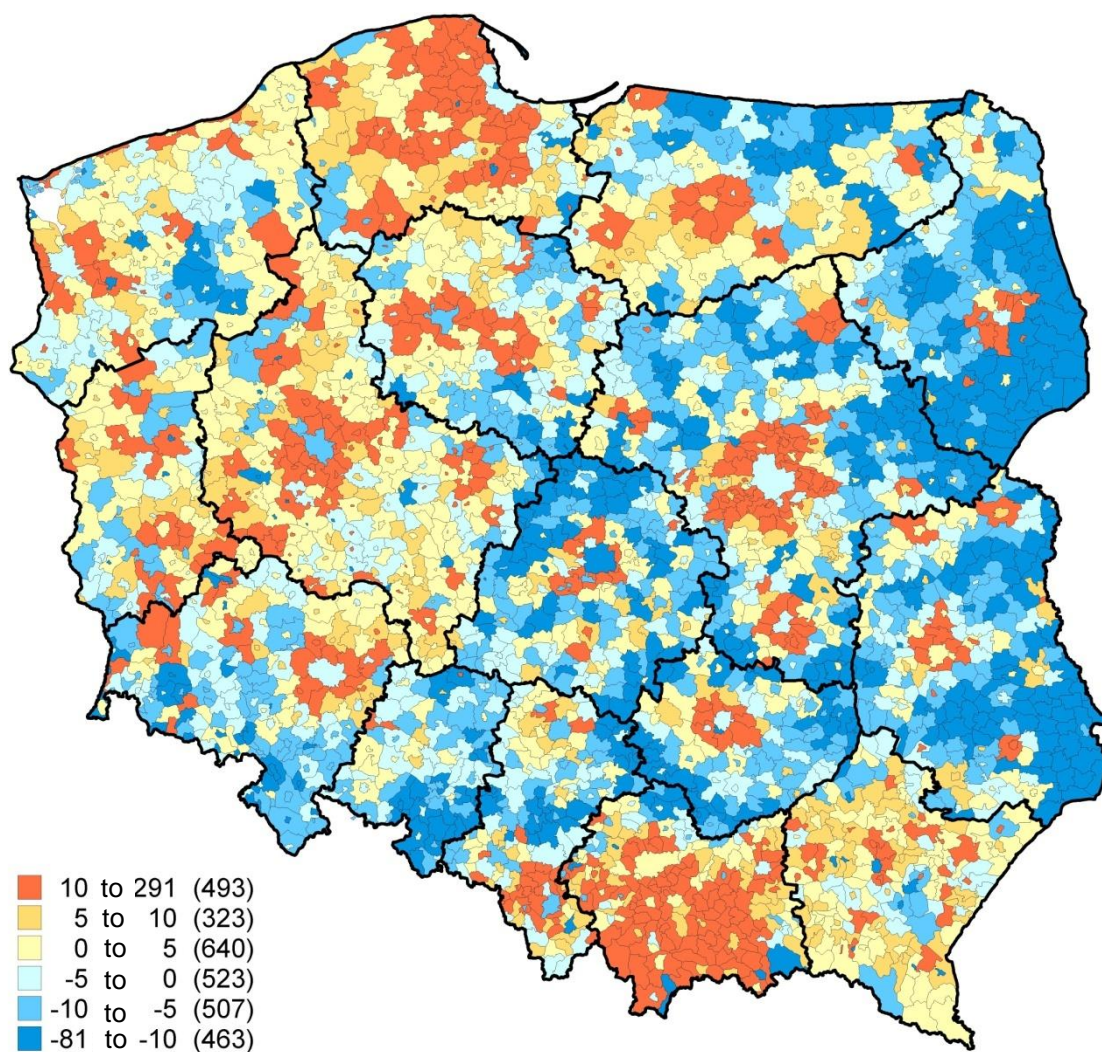 10 to 291 (493)
5 to 10 (323)
0 to 5 (640)
-5 to 0 (523)
-10 to -5 (507)
-81 to -10 (463)